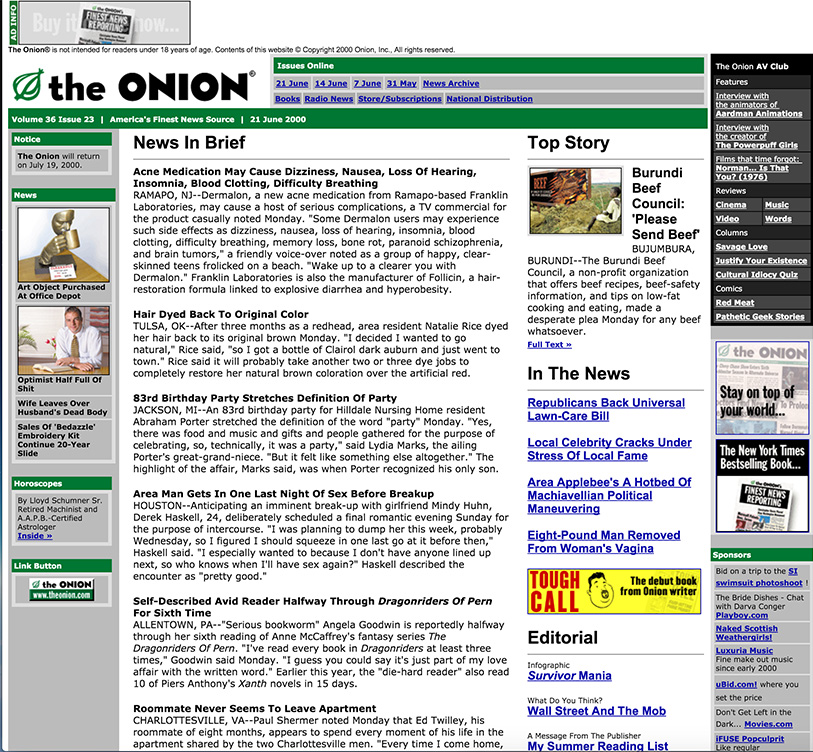 AD INFO
Buy it now...
FINEST NEWS
REPORTING
The Onion® is not intended for readers under 18 years of age. Contents of this website © Copyright 2000 Onion, Inc., All rights reserved.
the ONION®
Issues Online
21 June 14 June 7 June 31 May News Archive
Books Radio News Store/Subscriptions National Distribution
Volume 36 Issue 23 | America's Finest News Source | 21 June 2000
Notice
The Onion will return
on July 19, 2000.
News
Art Object Purchased
At Office Depot
Optimist Half Full Of
Shit
Wife Leaves Over
Husband's Dead Body
Sales Of 'Bedazzle'
Embroidery Kit
Continue 20-Year
Slide
Horoscopes
By Lloyd Schumner Sr.
Retired Machinist and
A.A.P.B.-Certified
Astrologer
Inside »
Link Button
the ONION
www.theonion.com
News In Brief
Acne Medication May Cause Dizziness, Nausea, Loss Of Hearing,
Insomnia, Blood Clotting, Difficulty Breathing
RAMAPO, NJ--Dermalon, a new acne medication from Ramapo-based Franklin
Laboratories, may cause a host of serious complications, a TV commercial for
the product casually noted Monday. "Some Dermalon users may experience
such side effects as dizziness, nausea, loss of hearing, insomnia, blood
clotting, difficulty breathing, memory loss, bone rot, paranoid schizophrenia,
and brain tumors," a friendly voice-over noted as a group of happy, clear-
skinned teens frolicked on a beach. "Wake up to a clearer you with
Dermalon." Franklin Laboratories is also the manufacturer of Follicin, a hair-
restoration formula linked to explosive diarrhea and hyperobesity.
Hair Dyed Back To Original Color
TULSA, OK--After three months as a redhead, area resident Natalie Rice dyed
her hair back to its original brown Monday. "I decided I wanted to go
natural," Rice said, "so I got a bottle of Clairol dark auburn and just went to
town." Rice said it will probably take another two or three dye jobs to
completely restore her natural brown coloration over the artificial red.
83rd Birthday Party Stretches Definition Of Party
JACKSON, MI--An 83rd birthday party for Hilldale Nursing Home resident
Abraham Porter stretched the definition of the word "party" Monday. "Yes,
there was food and music and gifts and people gathered for the purpose of
celebrating, so, technically, it was a party," said Lydia Marks, the ailing
Porter's great-grand-niece. "But it felt like something else altogether." The
highlight of the affair, Marks said, was when Porter recognized his only son.
Area Man Gets In One Last Night Of Sex Before Breakup
HOUSTON--Anticipating an imminent break-up with girlfriend Mindy Huhn,
Derek Haskell, 24, deliberately scheduled a final romantic evening Sunday for
the purpose of intercourse. "I was planning to dump her this week, probably
Wednesday, so I figured I should squeeze in one last go at it before then,"
Haskell said. "I especially wanted to because I don't have anyone lined up
next, so who knows when I'll have sex again?" Haskell described the
encounter as "pretty good."
Self-Described Avid Reader Halfway Through Dragonriders Of Pern
For Sixth Time
ALLENTOWN, PA--"Serious bookworm" Angela Goodwin is reportedly halfway
through her sixth reading of Anne McCaffrey's fantasy series The
Dragonriders Of Pern. "I've read every book in Dragonriders at least three
times," Goodwin said Monday. "I guess you could say it's just part of my love
affair with the written word." Earlier this year, the "die-hard reader" also read
10 of Piers Anthony's Xanth novels in 15 days.
Roommate Never Seems To Leave Apartment
CHARLOTTESVILLE, VA--Paul Shermer noted Monday that Ed Twilley, his
roommate of eight months, appears to spend every moment of his life in the
apartment shared by the two Charlottesville men. "Every time I come home,
Top Story
BEEF
Burundi
Beef
Council:
'Please
Send Beef'
BUJUMBURA,
BURUNDI--The Burundi Beef
Council, a non-profit organization
that offers beef recipes, beef-safety
information, and tips on low-fat
cooking and eating, made a
desperate plea Monday for any beef
whatsoever.
Full Text »
In The News
Republicans Back Universal
Lawn-Care Bill
Local Celebrity Cracks Under
Stress Of Local Fame
Area Applebee's A Hotbed Of
Machiavellian Political
Maneuvering
Eight-Pound Man Removed
From Woman's Vagina
TOUGH
CALL
The debut book
from Onion writer
Editorial
Infographic
Survivor Mania
What Do You Think?
Wall Street And The Mob
A Message From The Publisher
My Summer Reading List
The Onion AV Club
Features
Interview with
the animators of
Aardman Animations
Interview with
the creator of
The Powerpuff Girls
Films that time forgot:
Norman... Is That
You? (1976)
Reviews
Cinema Music
Video Words
Columns
Savage Love
Justify Your Existence
Cultural Idiocy Quiz
Comics
Red Meat
Pathetic Geek Stories
the ONION
Stay on top of
your world...
The New York Times
Bestselling Book...
FINEST NEWS
REPORTING
Sponsors
Bid on a trip to the SI
swimsuit photoshoot !
The Bride Dishes - Chat
with Darva Conger
Playboy.com
Naked Scottish
Weathergirls!
Luxuria Music
Fine make out music
since early 2000
uBid.com! where you
set the price
Don't Get Left in the
Dark... Movies.com
iFUSE Popculprit
Like regular